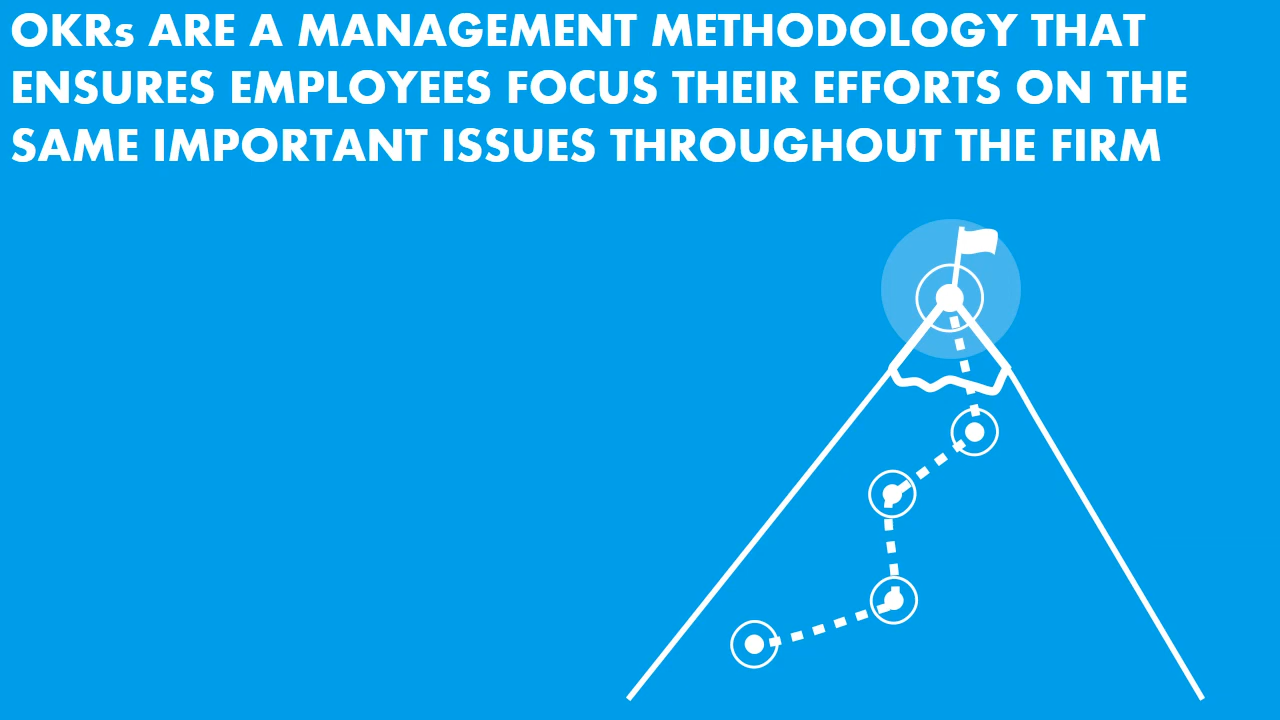 OKRs ARE A MANAGEMENT METHODOLOGY THAT
ENSURES EMPLOYEES FOCUS THEIR EFFORTS ON THE
SAME IMPORTANT ISSUES THROUGHOUT THE FIRM